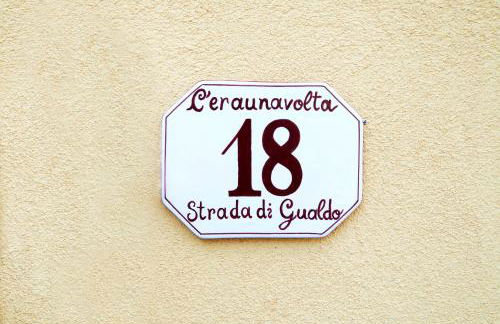 C'eraunavolta
18
Strada di Gualdo